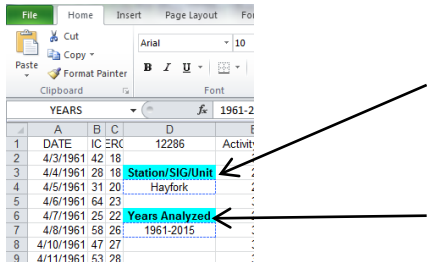 File Home Insert Page Layout Fo
Cut
Copy
Paste
Format Painter
Clipboard
Arial 10
B I U
Font
YEARS fx 1961-2
A B C D E
1 DATE IC ERC 12286 Activity
2 4/3/1961 42 18
3 4/4/1961 28 18 Station/SIG/Unit
4 4/5/1961 31 20 Hayfork
5 4/6/1961 64 23
6 4/7/1961 25 22 Years Analyzed
7 4/8/1961 58 26 1961-2015
8 4/10/1961 47 27
9 4/11/1961 53 28